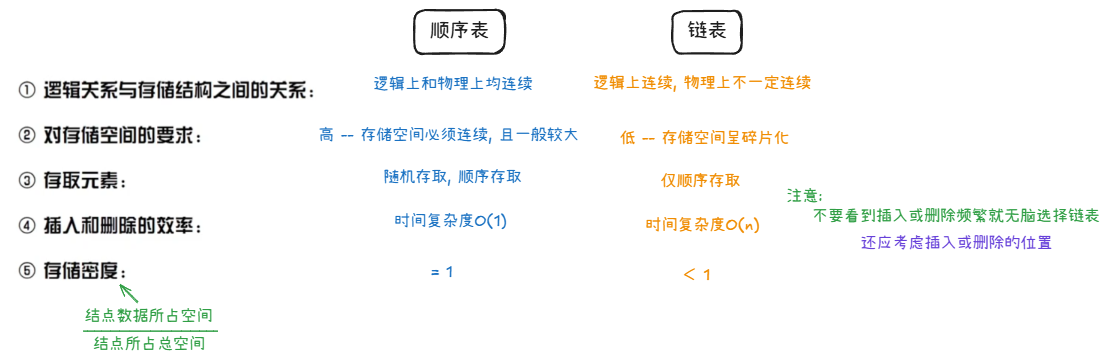 顺序表 链表
① 逻辑关系与存储结构之间的关系: 逻辑上和物理上均连续 逻辑上连续, 物理上不一定连续
② 对存储空间的要求: 高 -- 存储空间必须连续, 且一般较大 低 -- 存储空间呈碎片化
③ 存取元素: 随机存取, 顺序存取 仅顺序存取
注意:
④ 插入和删除的效率: 时间复杂度O(1) 时间复杂度O(n) 不要看到插入或删除频繁就无脑选择链表
还应考虑插入或删除的位置
⑤ 存储密度: = 1 < 1
结点数据所占空间
结点所占总空间